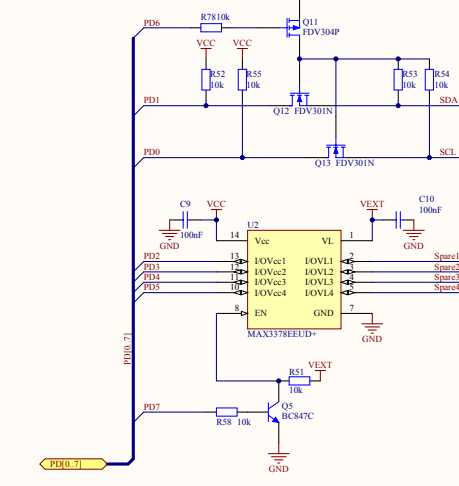 PD6
R7810k
Q11
FDV304P
VCC
VCC
R52
10k
R55
10k
R53
10k
R54
10k
PD1
Q12 FDV301N
SDA
PD0
Q13 FDV301N
SCL
C9
100nF
GND
VCC
VEXT
C10
100nF
GND
U2
14 Vcc VL 1
PD2 13 I/OVcc1 I/OVL1 2 Spare1
PD3 12 I/OVcc2 I/OVL2 3 Spare2
PD4 11 I/OVcc3 I/OVL3 4 Spare3
PD5 10 I/OVcc4 I/OVL4 5 Spare4
8 EN GND 7
MAX3378EEUD+
GND
PD[0..7]
R51
10k
VEXT
PD7
R58 10k
Q5
BC847C
GND
PD[0..7]